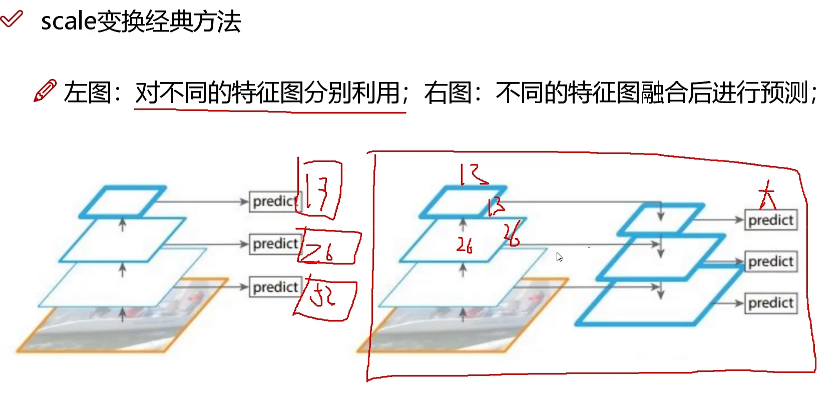 scale变换经典方法
左图：对不同的特征图分别利用；右图：不同的特征图融合后进行预测；
predict 13
predict 26
predict 52
13
13
26 26
大
predict
predict
predict